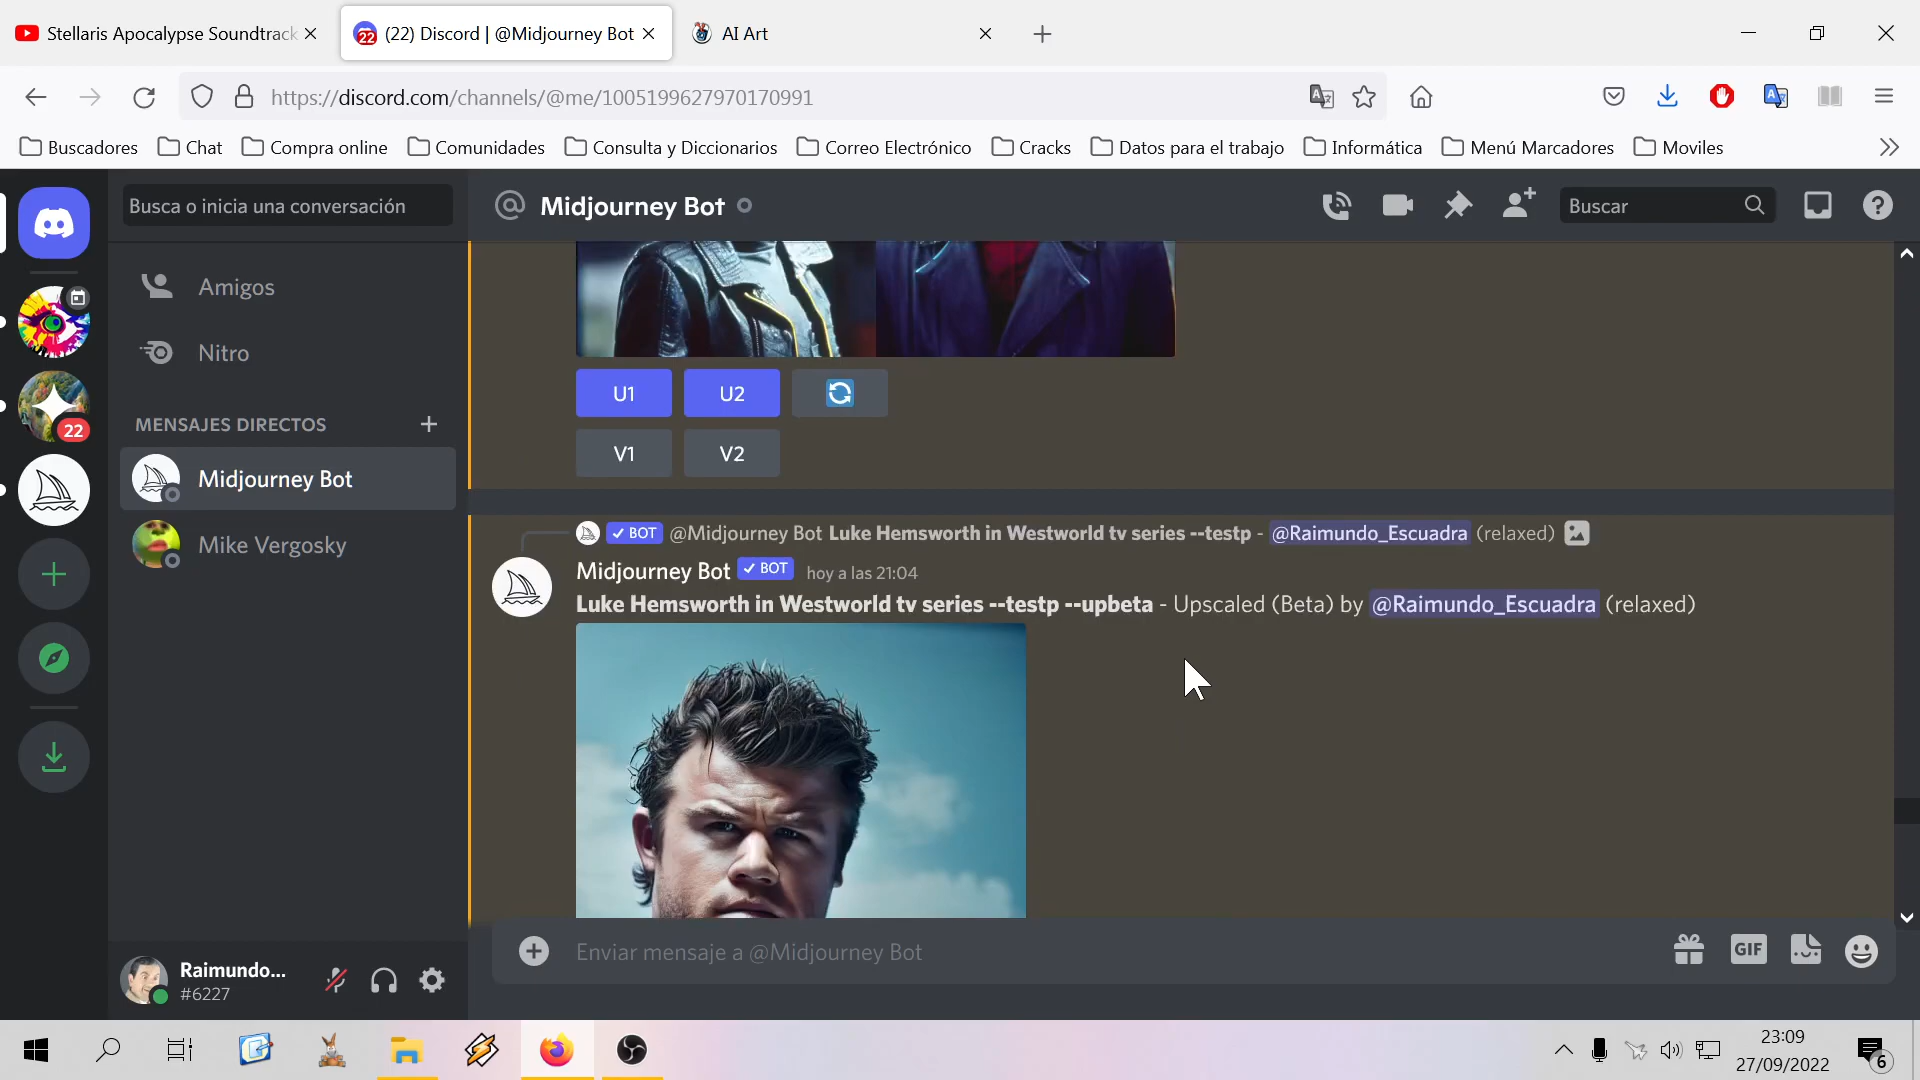 Stellaris Apocalypse Soundtrack
(22) Discord | @Midjourney Bot
AI Art
https://discord.com/channels/@me/1005199627970170991
Buscadores
Chat
Compra online
Comunidades
Consulta y Diccionarios
Correo Electrónico
Cracks
Datos para el trabajo
Informática
Menú Marcadores
Moviles
Busca o inicia una conversación
Midjourney Bot
Buscar
Amigos
Nitro
22
MENSAJES DIRECTOS
Midjourney Bot
Mike Vergosky
U1
U2
V1
V2
BOT @Midjourney Bot Luke Hemsworth in Westworld tv series --testp - @Raimundo_Escuadra (relaxed)
Midjourney Bot BOT hoy a las 21:04
Luke Hemsworth in Westworld tv series --testp --upbeta - Upscaled (Beta) by @Raimundo_Escuadra (relaxed)
Enviar mensaje a @Midjourney Bot
GIF
Raimundo...
#6227
23:09
27/09/2022
6